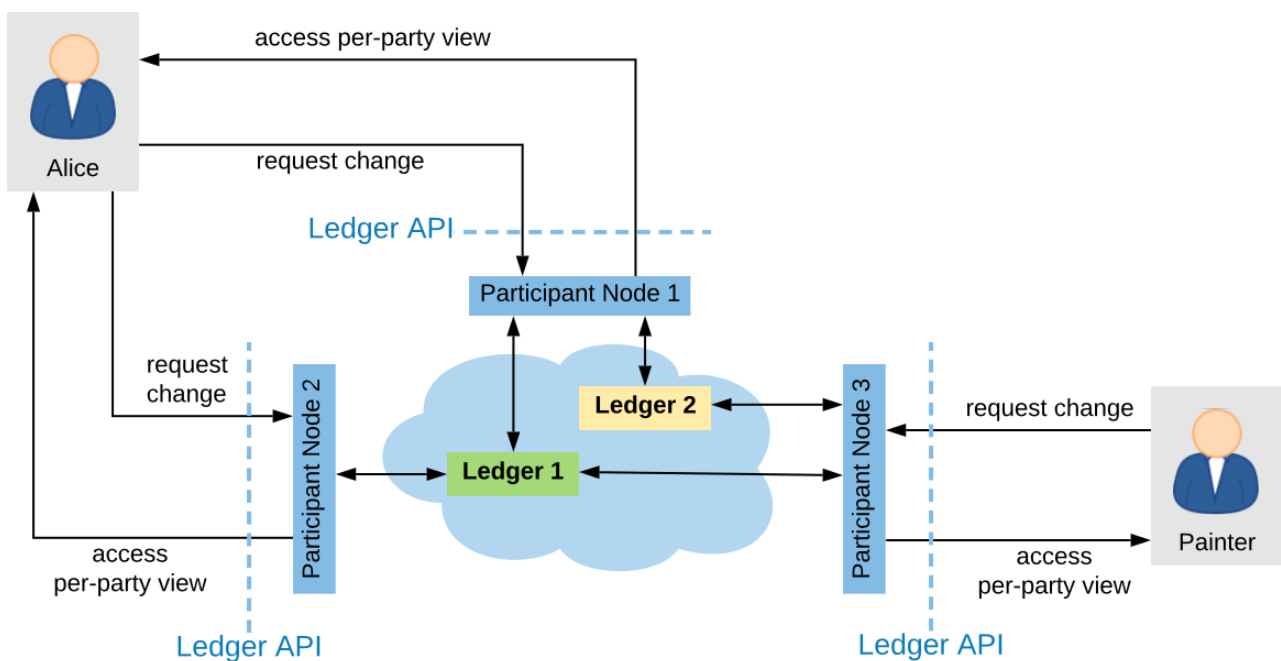 access per-party view
request change
Alice
Ledger API
Participant Node 1
request
change
Participant Node 2
Ledger 2
Ledger 1
Participant Node 3
request change
Painter
access
per-party view
access
per-party view
Ledger API
Ledger API